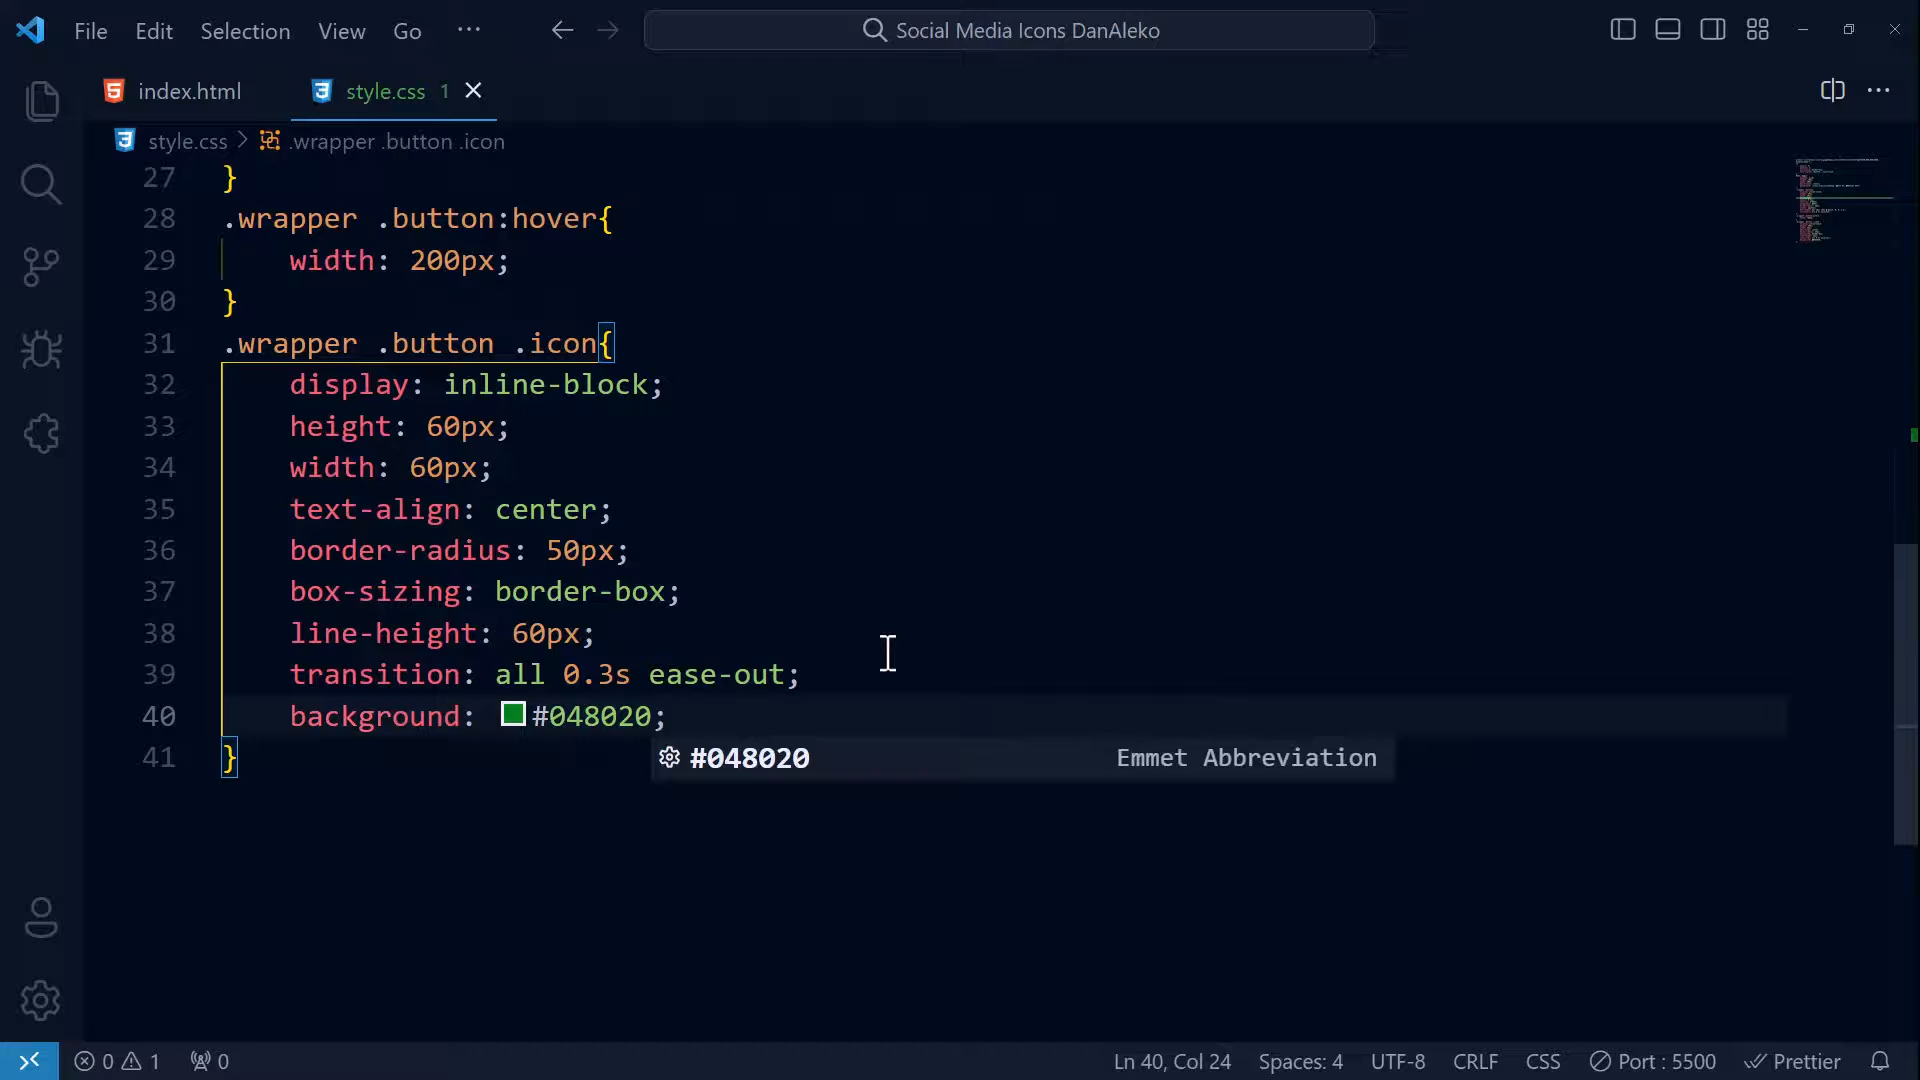 File Edit Selection View Go ··· Social Media Icons DanAleko
index.html style.css 1
style.css > .wrapper .button .icon
27 }
28 .wrapper .button:hover{
29 width: 200px;
30 }
31 .wrapper .button .icon{
32 display: inline-block;
33 height: 60px;
34 width: 60px;
35 text-align: center;
36 border-radius: 50px;
37 box-sizing: border-box;
38 line-height: 60px;
39 transition: all 0.3s ease-out;
40 background: #048020;
#048020 Emmet Abbreviation
41 }
0 1 0 Ln 40, Col 24 Spaces: 4 UTF-8 CRLF CSS Port : 5500 Prettier